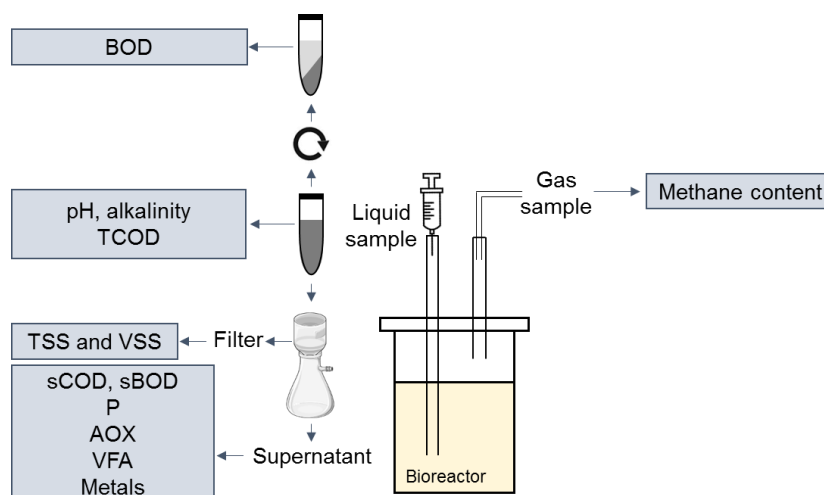 BOD
pH, alkalinity
TCOD
Liquid
sample
Gas
sample
Methane content
TSS and VSS
Filter
sCOD, sBOD
P
AOX
VFA
Metals
Supernatant
Bioreactor